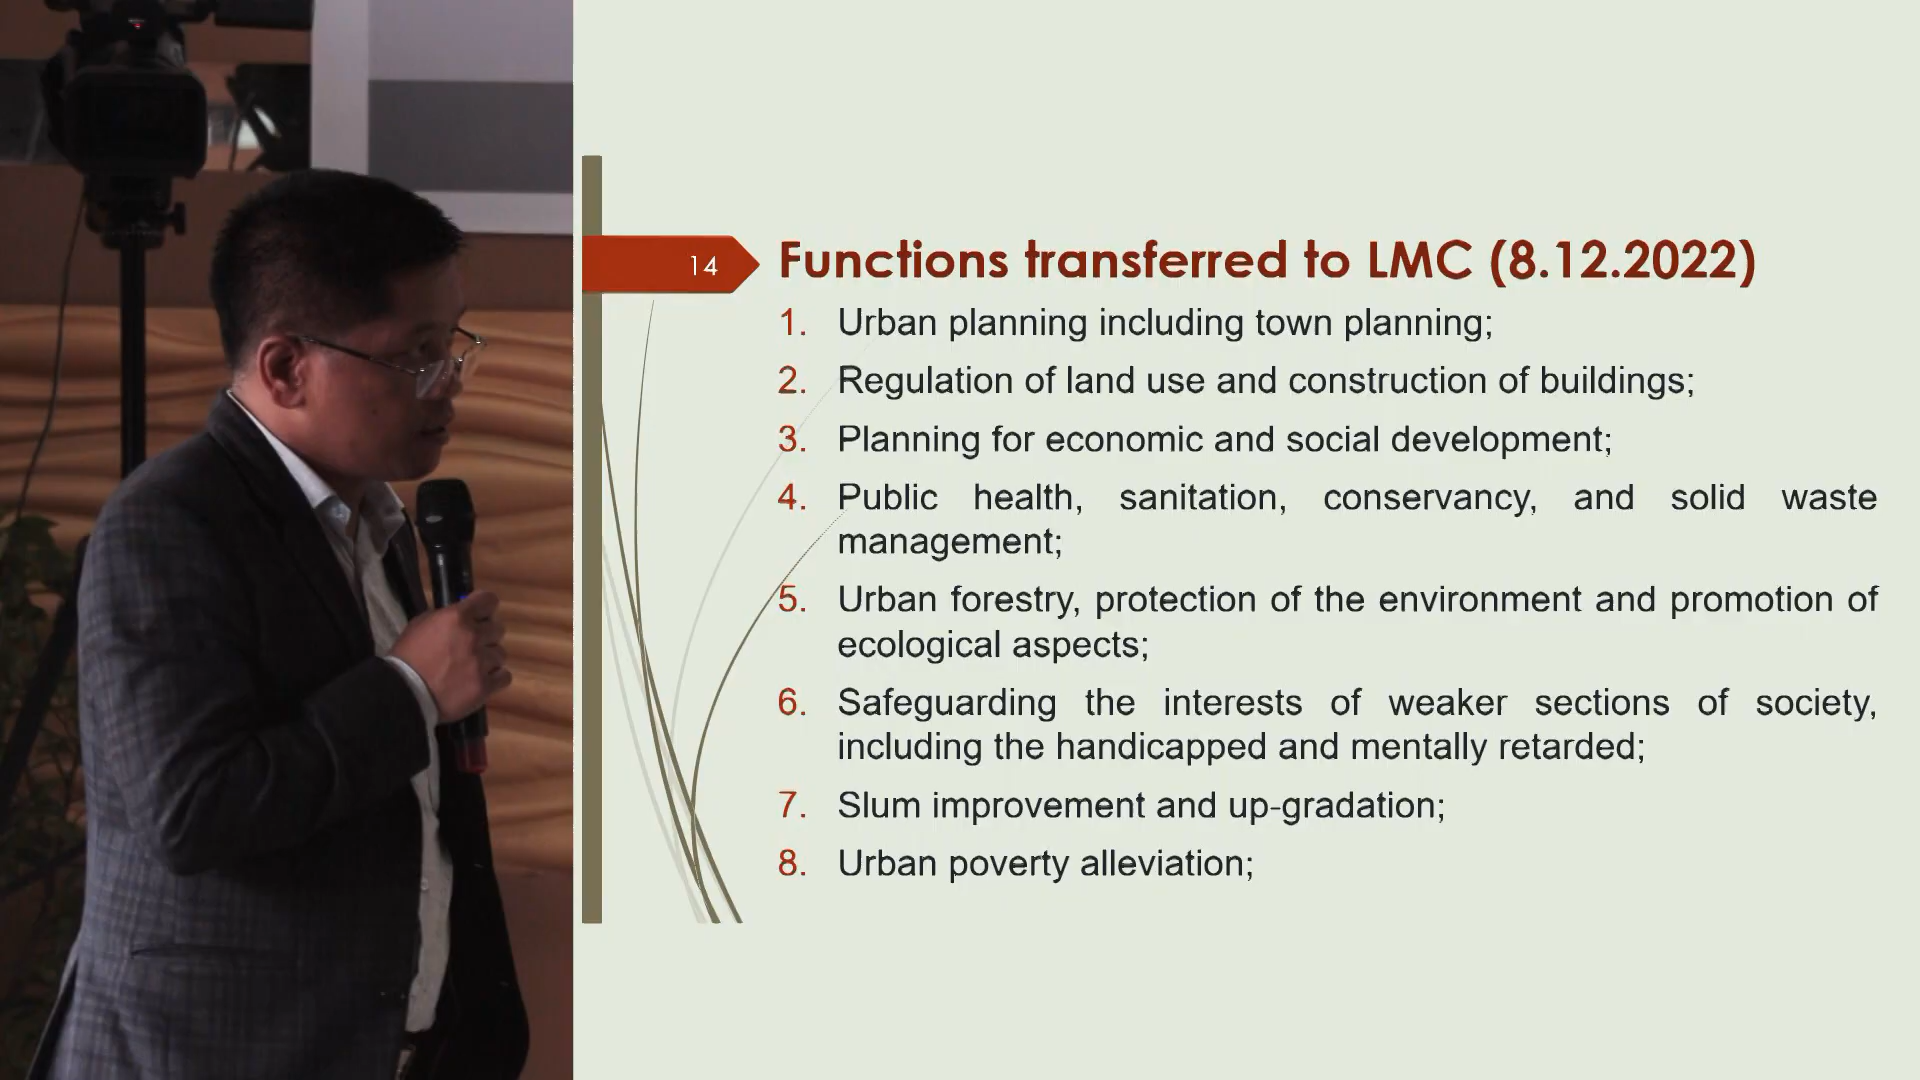 14
Functions transferred to LMC (8.12.2022)
1. Urban planning including town planning;
2. Regulation of land use and construction of buildings;
3. Planning for economic and social development;
4. Public health, sanitation, conservancy, and solid waste
management;
5. Urban forestry, protection of the environment and promotion of
ecological aspects;
6. Safeguarding the interests of weaker sections of society,
including the handicapped and mentally retarded;
7. Slum improvement and up-gradation;
8. Urban poverty alleviation;